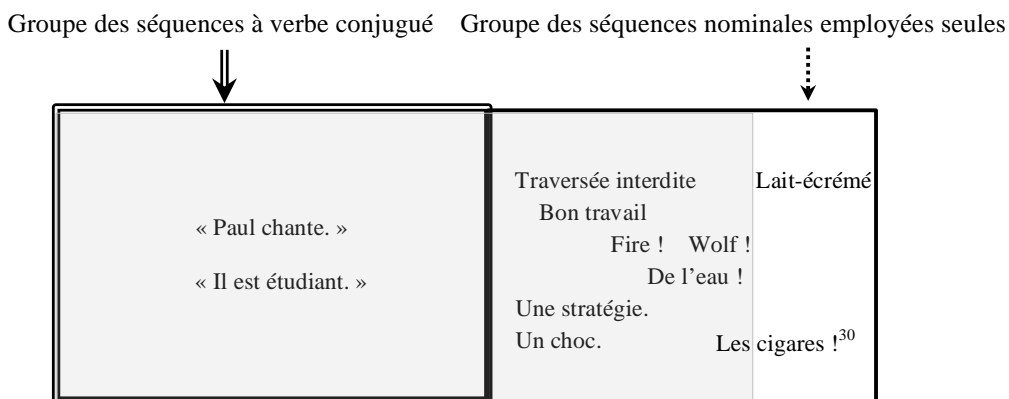 Groupe des séquences à verbe conjugué Groupe des séquences nominales employées seules
Traversée interdite Lait-écrémé
Bon travail
« Paul chante. »
Fire ! Wolf !
De l’eau !
« Il est étudiant. »
Une stratégie.
Un choc. Les cigares !30